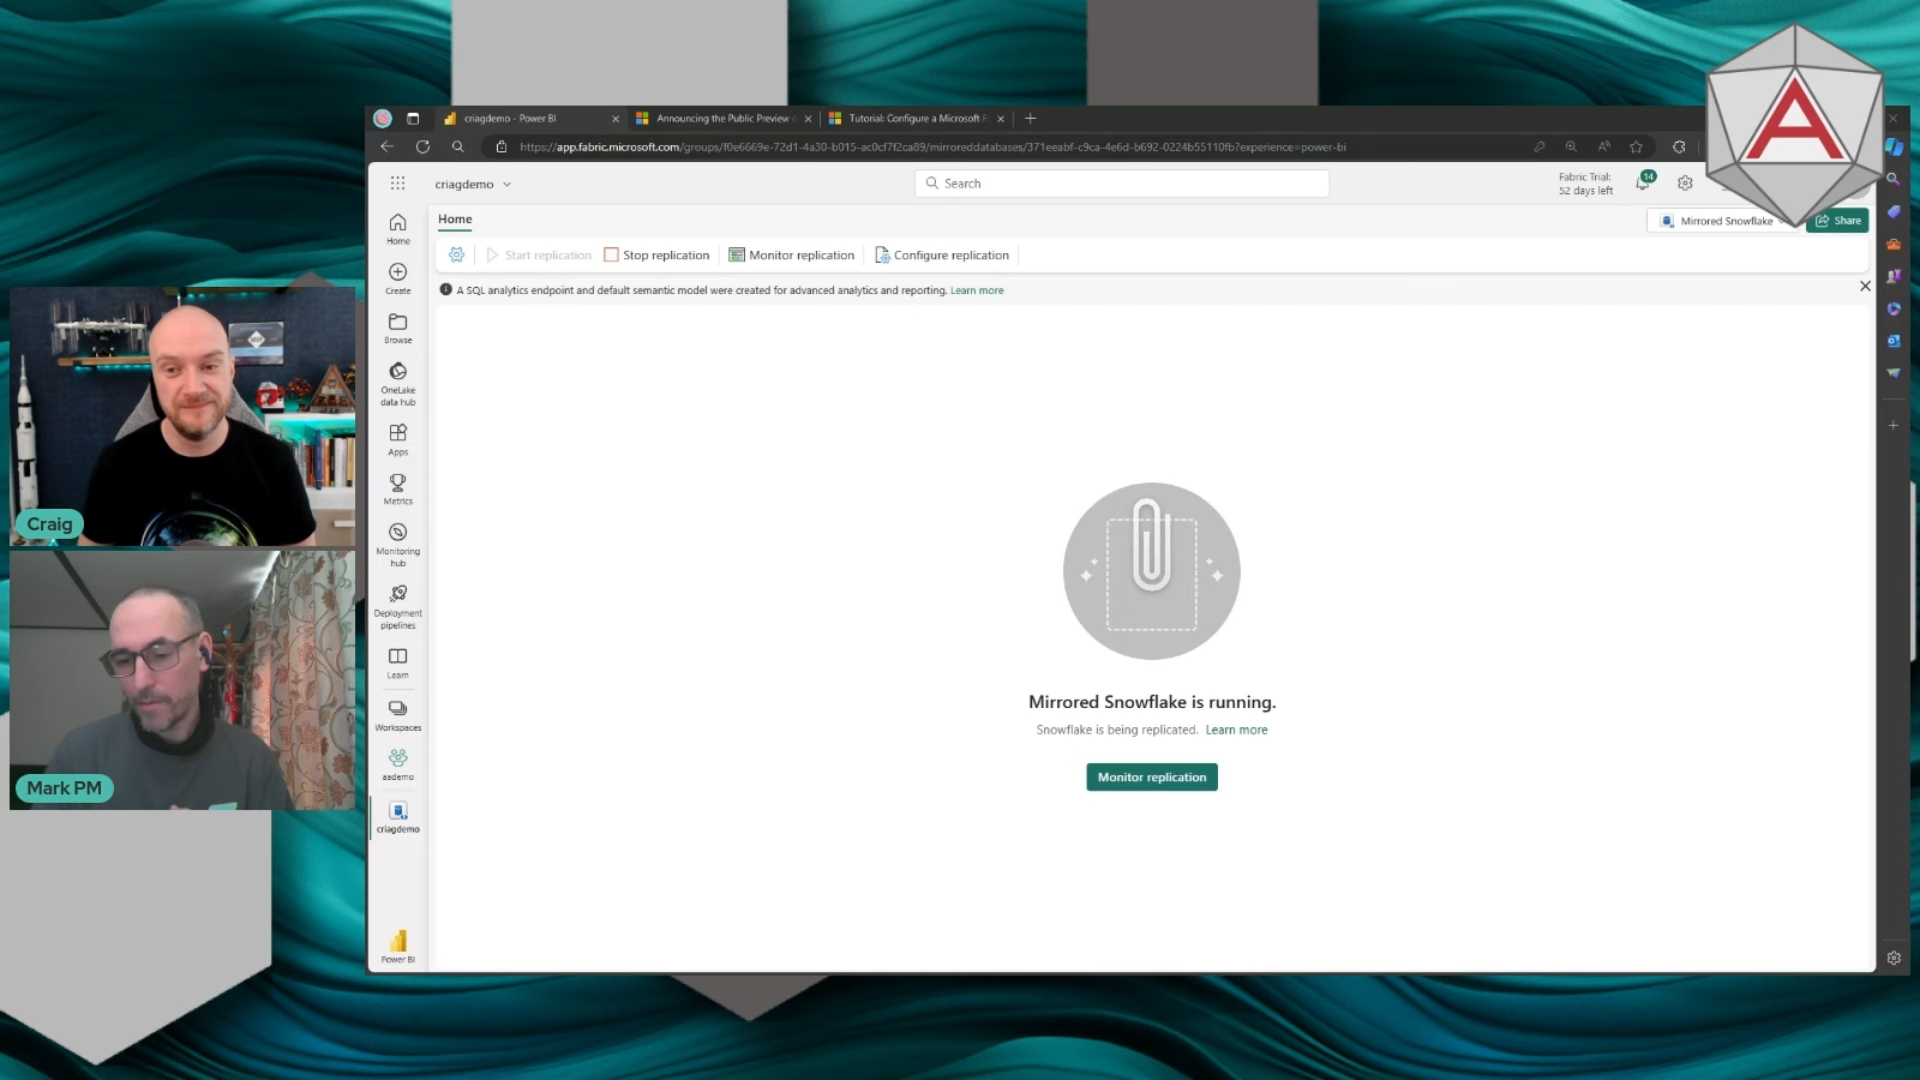 criagdemo - Power BI
Announcing the Public Preview o
Tutorial: Configure a Microsoft F
https://app.fabric.microsoft.com/groups/f0e6669e-72d1-4a30-b015-ac0cf7f2ca89/mirroreddatabases/371eeabf-c9ca-4e6d-b692-0224b55110fb?experience=power-bi
criagdemo
Search
Fabric Trial:
52 days left
14
A
Home
Mirrored Snowflake
Share
Start replication
Stop replication
Monitor replication
Configure replication
A SQL analytics endpoint and default semantic model were created for advanced analytics and reporting. Learn more
Home
Create
Browse
OneLake
data hub
Apps
Metrics
Monitoring
hub
Deployment
pipelines
Learn
Workspaces
aademo
criagdemo
Power BI
Mirrored Snowflake is running.
Snowflake is being replicated. Learn more
Monitor replication
Craig
Mark PM